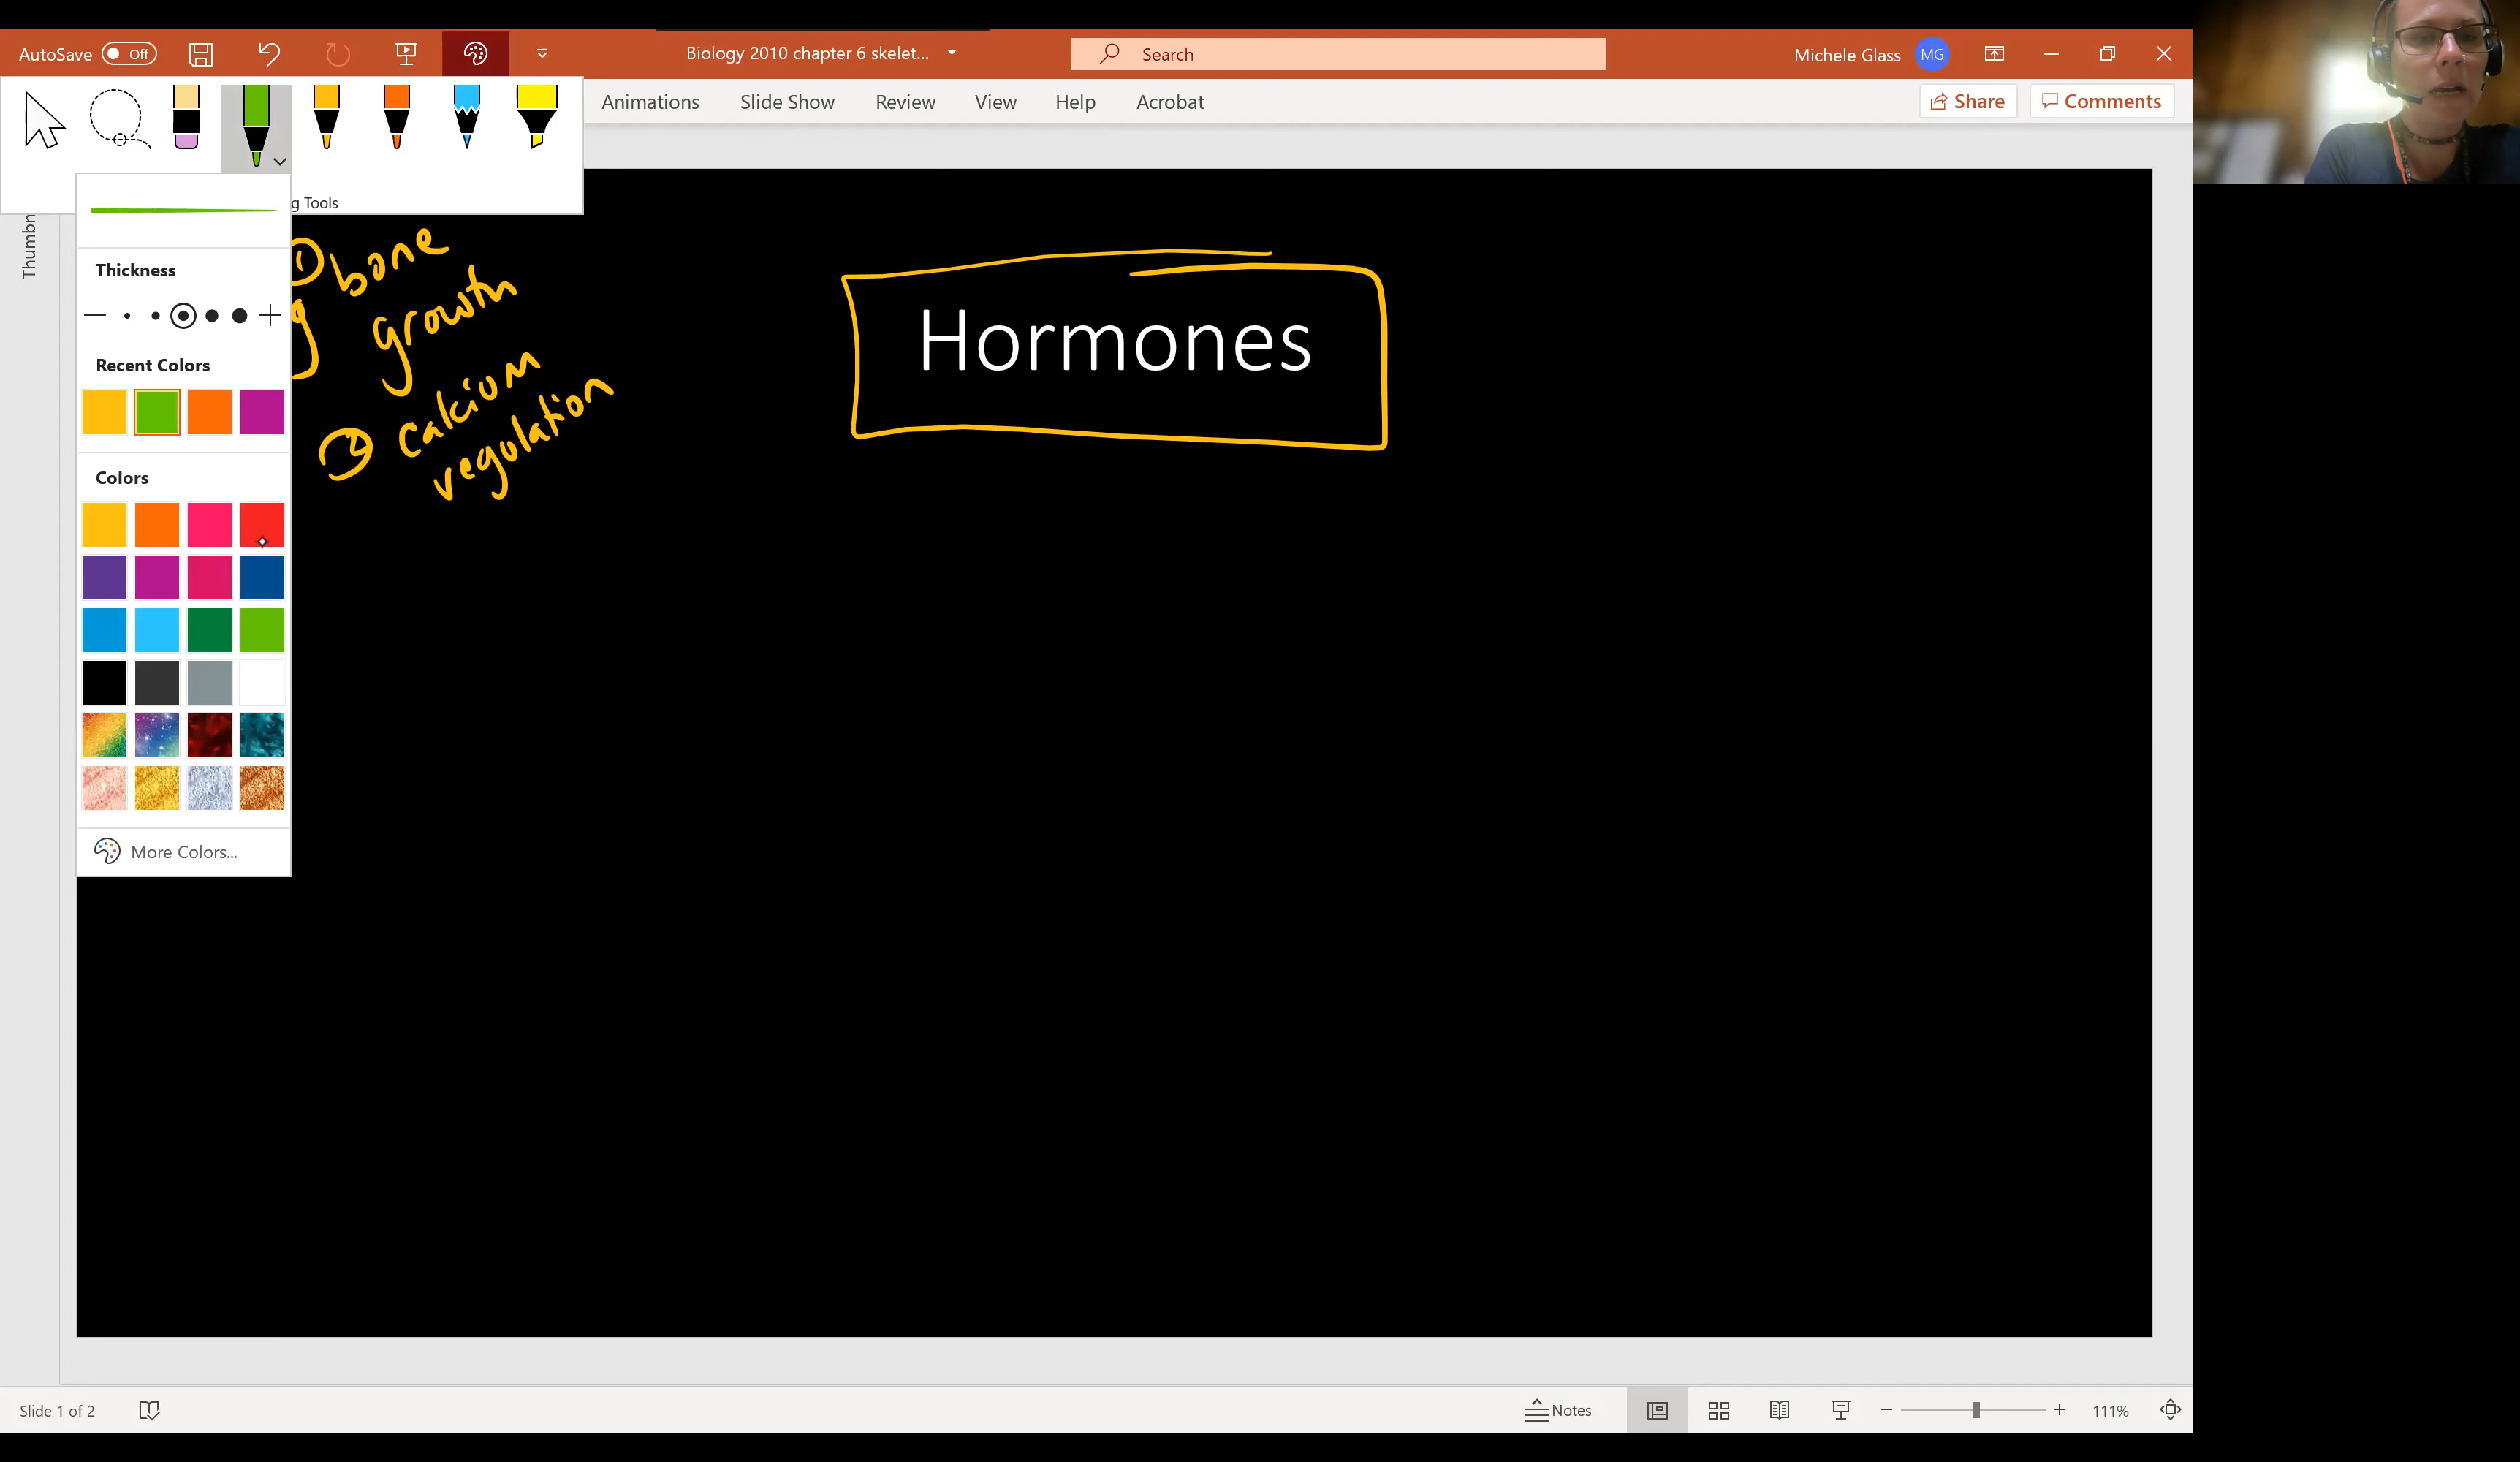 AutoSave Off
Biology 2010 chapter 6 skelet...
Search
Michele Glass MG
Animations Slide Show Review View Help Acrobat
Share Comments
g Tools
Thumbn
Thickness
Recent Colors
Colors
More Colors...
① bone
growth
② calcium
regulation
Hormones
Slide 1 of 2
Notes
111%